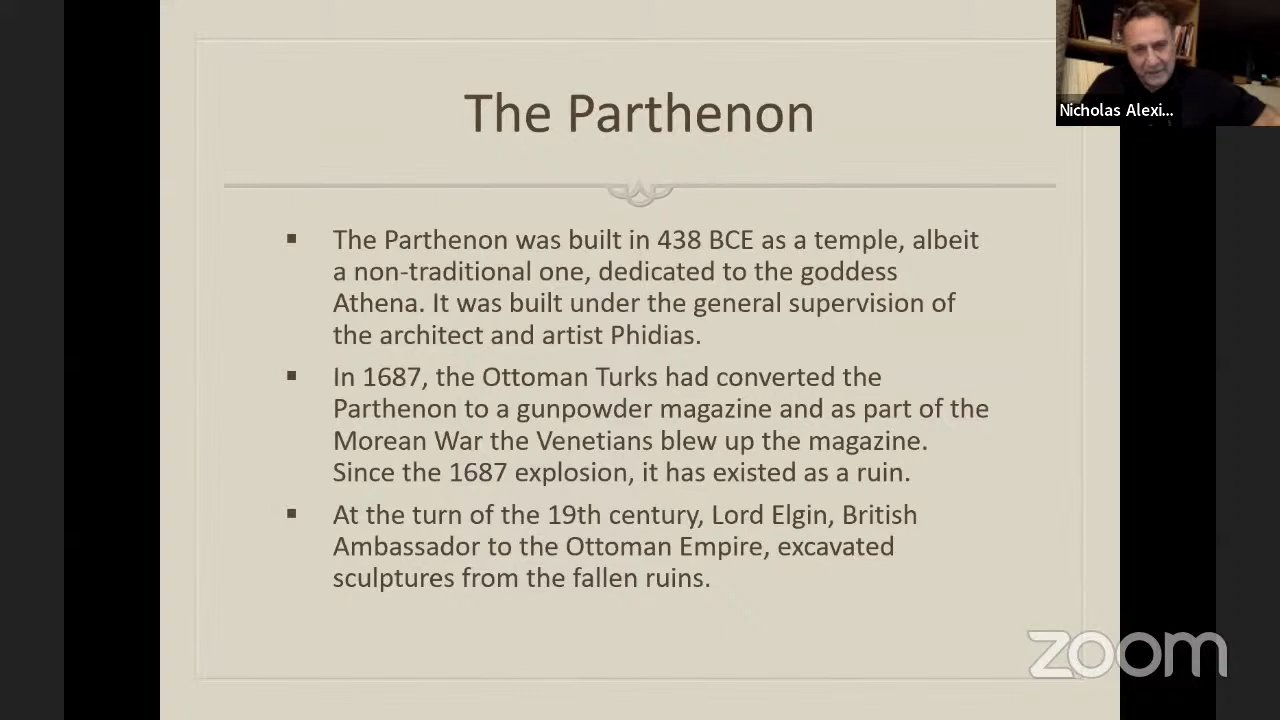 Nicholas Alexi...
The Parthenon
▪ The Parthenon was built in 438 BCE as a temple, albeit
a non-traditional one, dedicated to the goddess
Athena. It was built under the general supervision of
the architect and artist Phidias.
▪ In 1687, the Ottoman Turks had converted the
Parthenon to a gunpowder magazine and as part of the
Morean War the Venetians blew up the magazine.
Since the 1687 explosion, it has existed as a ruin.
▪ At the turn of the 19th century, Lord Elgin, British
Ambassador to the Ottoman Empire, excavated
sculptures from the fallen ruins.
zoom